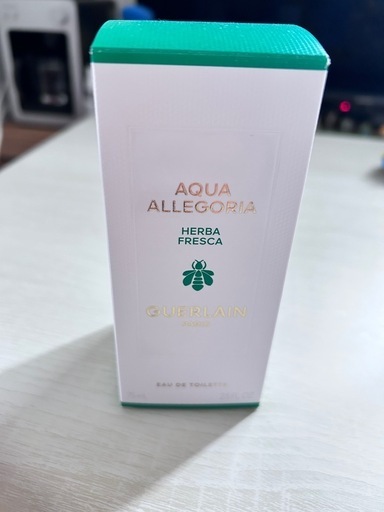 AQUA
ALLEGORIA
HERBA
FRESCA
GUERLAIN
PARIS
EAU DE TOILETTE